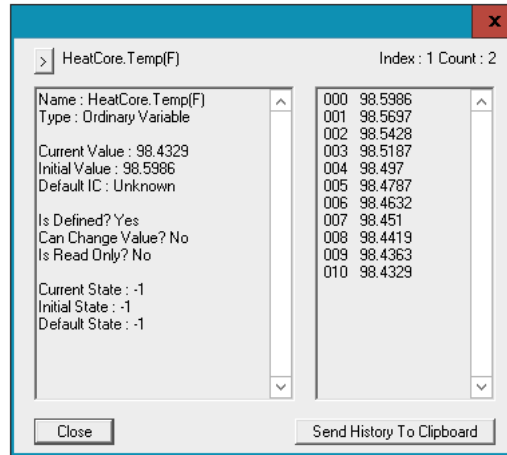 x
> HeatCore.Temp(F)
Index : 1 Count : 2
Name : HeatCore.Temp(F)
Type : Ordinary Variable
Current Value : 98.4329
Initial Value : 98.5986
Default IC : Unknown
Is Defined? Yes
Can Change Value? No
Is Read Only? No
Current State : -1
Initial State : -1
Default State : -1
000 98.5986
001 98.5697
002 98.5428
003 98.5187
004 98.497
005 98.4787
006 98.4632
007 98.451
008 98.4419
009 98.4363
010 98.4329
Close
Send History To Clipboard